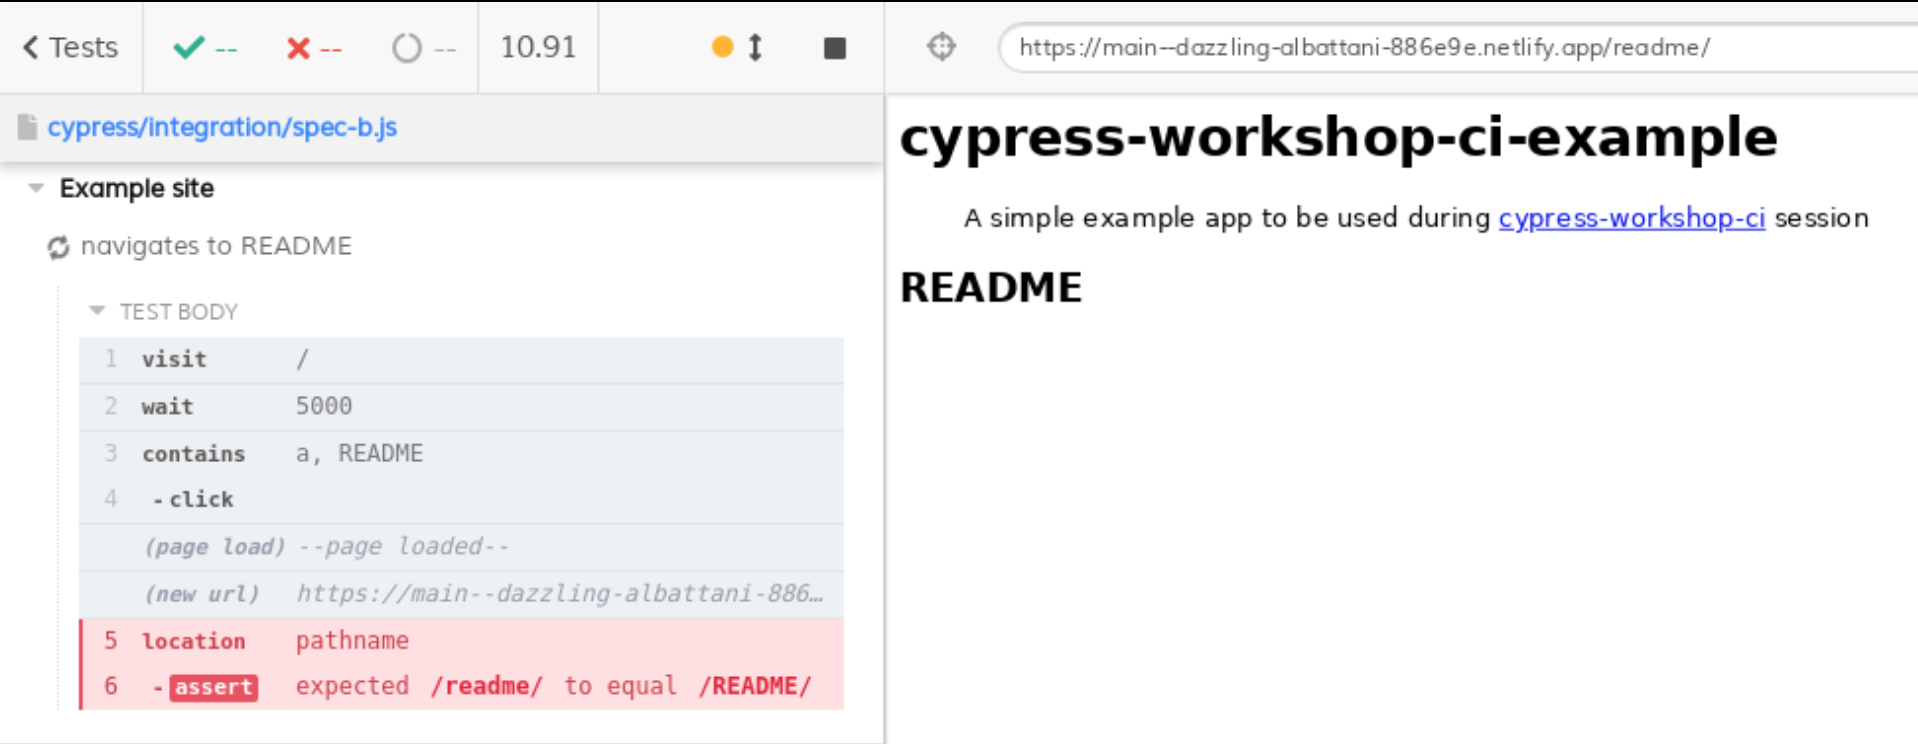 Tests -- -- -- 10.91
https://main--dazzling-albattani-886e9e.netlify.app/readme/
cypress/integration/spec-b.js
Example site
navigates to README
TEST BODY
1 visit /
2 wait 5000
3 contains a, README
4 - click
(page load) --page loaded--
(new url) https://main--dazzling-albattani-886…
5 location pathname
6 - assert expected /readme/ to equal /README/
cypress-workshop-ci-example
A simple example app to be used during cypress-workshop-ci session
README